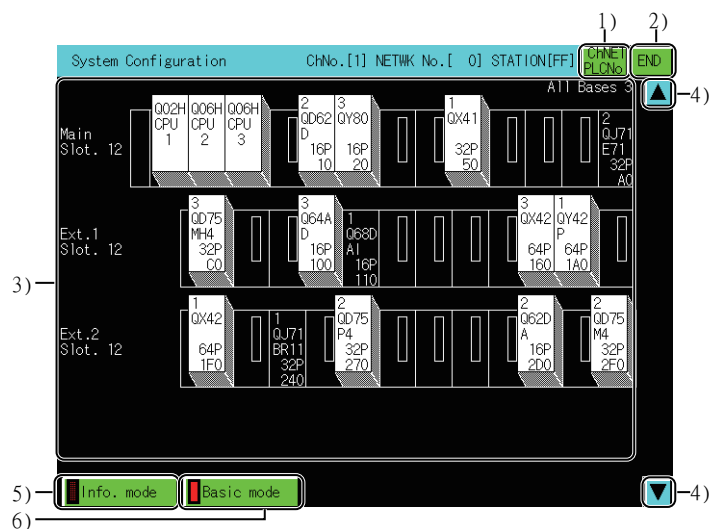 1)
2)
System Configuration ChNo.[1] NETWK No.[ 0] STATION[FF] ChNET PLCNo END
All Bases 3
4)
Main
Slot. 12
Q02H CPU 1
Q06H CPU 2
Q06H CPU 3
2 QD62 D 16P 10
3 QY80 16P 20
1 QX41 32P 50
2 QJ71 E71 32P A0
3)
Ext.1
Slot. 12
3 QD75 MH4 32P C0
3 Q64A D 16P 100
1 Q68D AI 16P 110
3 QX42 64P 160
1 QY42 P 64P 1A0
Ext.2
Slot. 12
1 QX42 64P 1F0
1 QJ71 BR11 32P 240
2 QD75 P4 32P 270
2 Q62D A 16P 2D0
2 QD75 M4 32P 2F0
5)
Info. mode
Basic mode
4)
6)